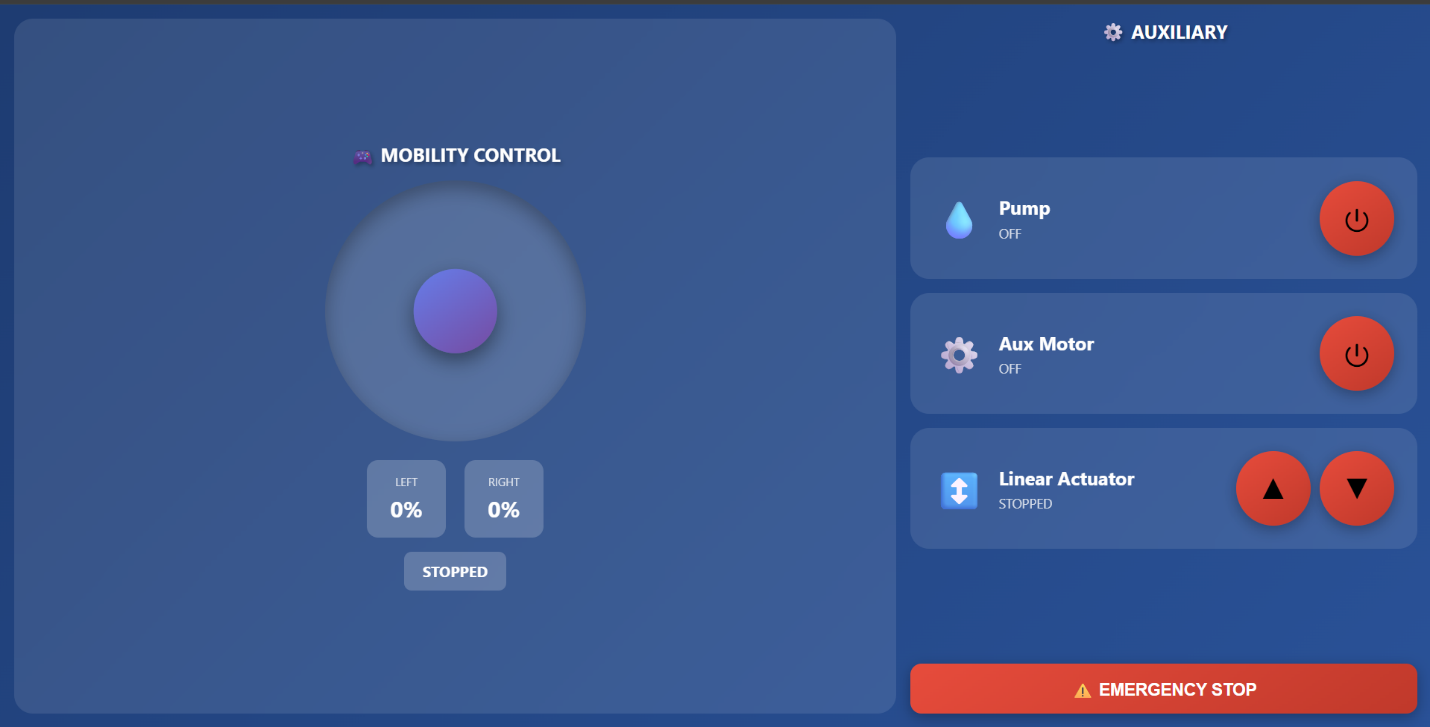 MOBILITY CONTROL
LEFT
0%
RIGHT
0%
STOPPED
AUXILIARY
Pump
OFF
Aux Motor
OFF
Linear Actuator
STOPPED
EMERGENCY STOP